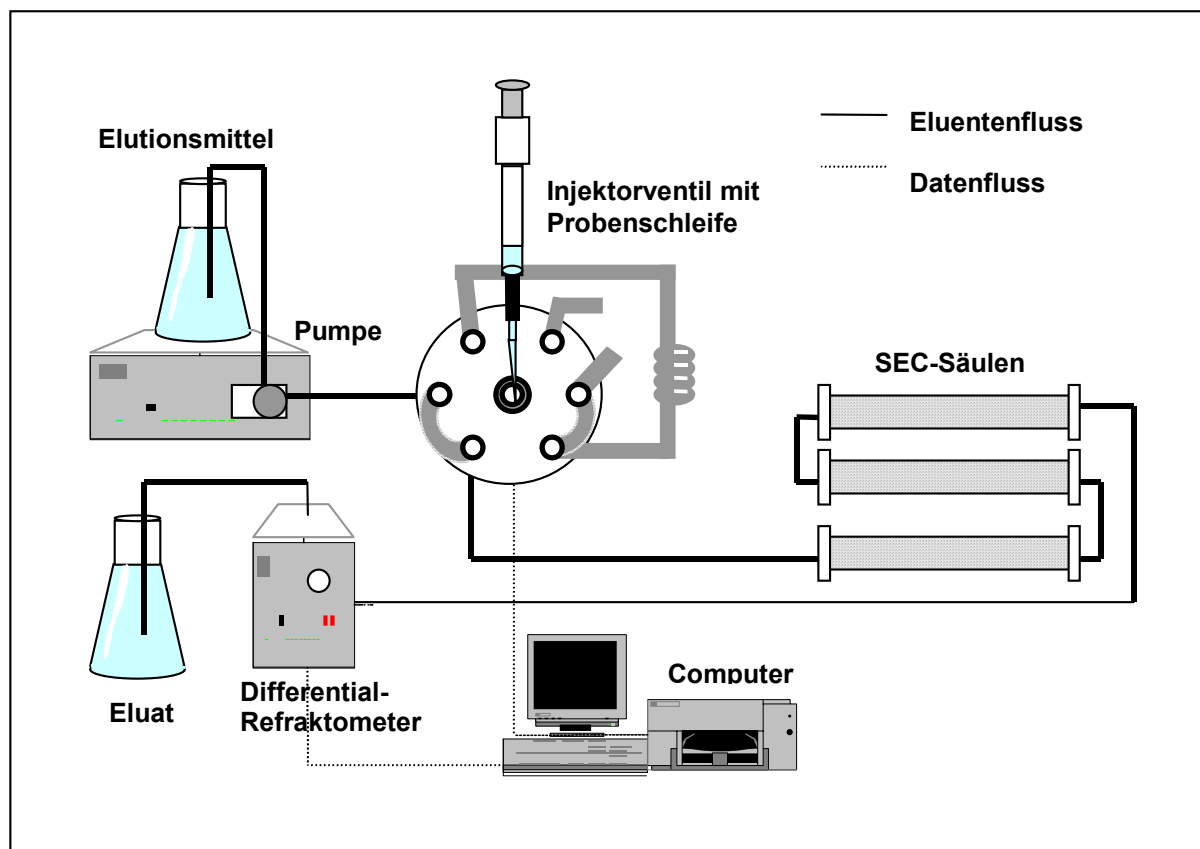 Elutionsmittel
Injektorventil mit
Probenschleife
Eluentenfluss
Datenfluss
Pumpe
SEC-Säulen
Eluat
Differential-
Refraktometer
Computer